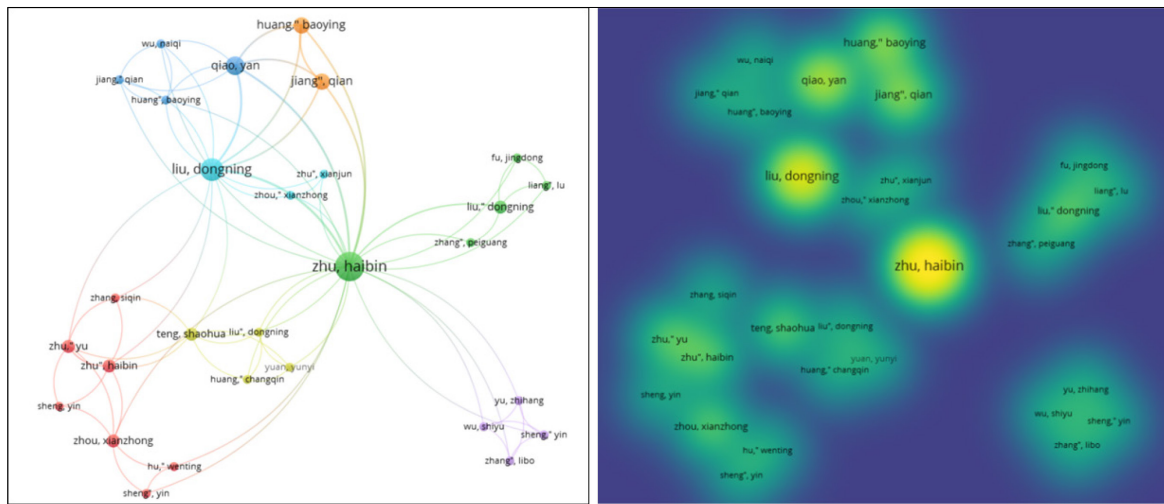 huang," baoying
wu, naiqi
qiao, yan
jiang," qian
jiang", qian
huang", baoying
liu, dongning
zhu", xianjun
zhou," xianzhong
fu, jingdong
liang", lu
liu," dongning
zhang", peiguang
zhu, haibin
zhang, siqin
teng, shaohua
liu", dongning
zhu," yu
zhu", haibin
yuan, yunyi
huang," changqin
sheng, yin
zhou, xianzhong
hu," wenting
sheng", yin
yu, zhihang
wu, shiyu
sheng," yin
zhang", libo
huang," baoying
wu, naiqi
qiao, yan
jiang," qian
jiang", qian
huang", baoying
liu, dongning
zhu", xianjun
zhou," xianzhong
fu, jingdong
liang", lu
liu," dongning
zhang", peiguang
zhu, haibin
zhang, siqin
teng, shaohua
liu", dongning
zhu," yu
zhu", haibin
yuan, yunyi
huang," changqin
sheng, yin
zhou, xianzhong
hu," wenting
sheng", yin
yu, zhihang
wu, shiyu
sheng," yin
zhang", libo